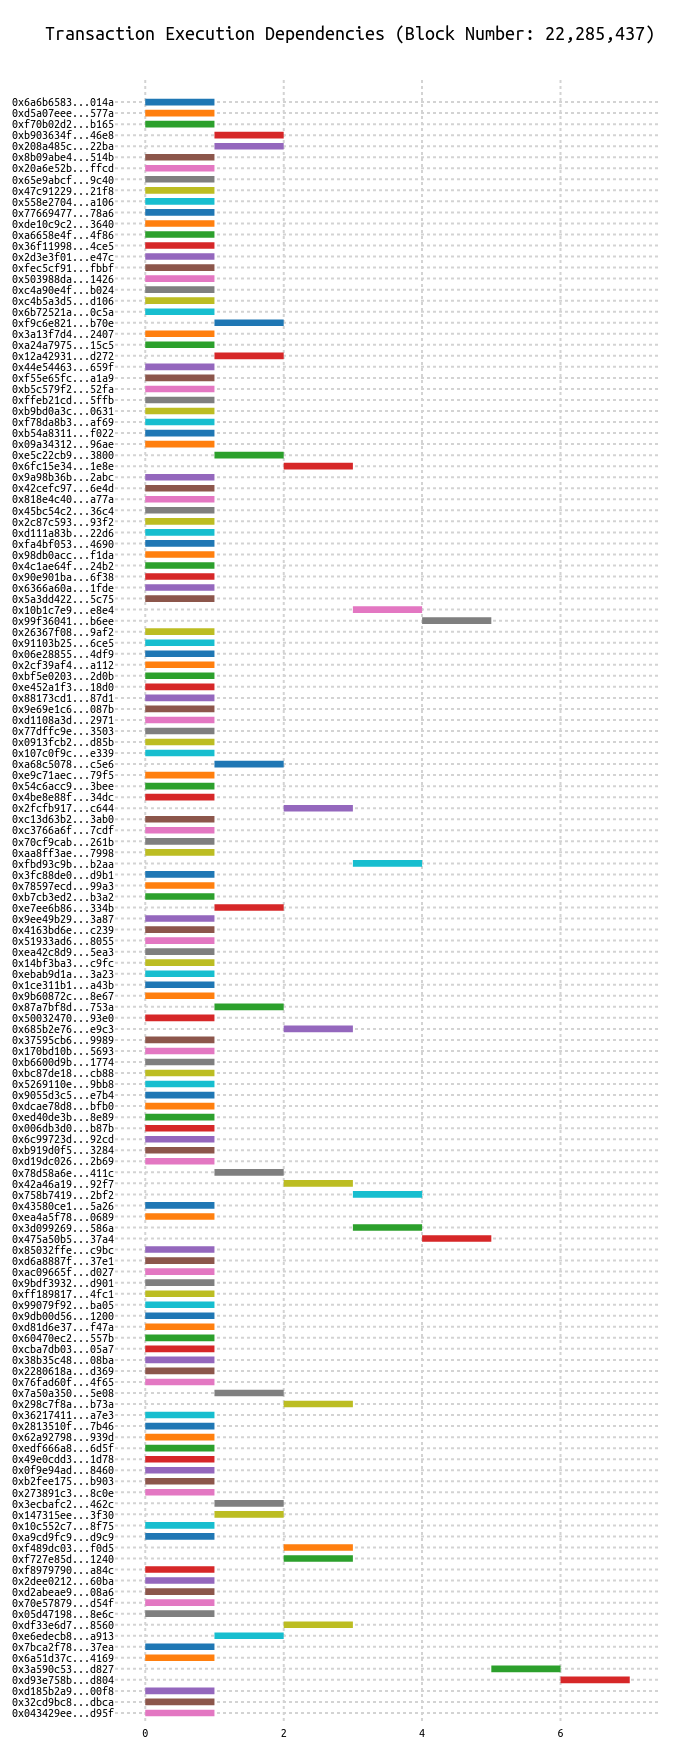 Transaction Execution Dependencies (Block Number: 22,285,437)
0x6a6b6583...014a
0xd5a07eee...577a
0xf70b02d2...b165
0xb903634f...46e8
0x208a485c...22ba
0x8b09abe4...514b
0x20a6e52b...ffcd
0x65e9abcf...9c40
0x47c91229...21f8
0x558e2704...a106
0x77669477...78a6
0xde10c9c2...3640
0xa6658e4f...4f86
0x36f11998...4ce5
0x2d3e3f01...e47c
0xfec5cf91...fbbf
0x503988da...1426
0xc4a90e4f...b024
0xc4b5a3d5...d106
0x6b72521a...0c5a
0xf9c6e821...b70e
0x3a13f7d4...2407
0xa24a7975...15c5
0x12a42931...d272
0x44e54463...659f
0xf55e65fc...a1a9
0xb5c579f2...52fa
0xffeb21cd...5ffb
0xb9bd0a3c...0631
0xf78da8b3...af69
0xb54a8311...f022
0x09a34312...96ae
0xe5c22cb9...3800
0x6fc15e34...1e8e
0x9a98b36b...2abc
0x42cefc97...6e4d
0x818e4c40...a77a
0x45bc54c2...36c4
0x2c87c593...93f2
0xd111a83b...22d6
0xfa4bf053...4690
0x98db0acc...f1da
0x4c1ae64f...24b2
0x90e901ba...6f38
0x6366a60a...1fde
0x5a3dd422...5c75
0x10b1c7e9...e8e4
0x99f36041...b6ee
0x26367f08...9af2
0x91103b25...6ce5
0x06e28855...4df9
0x2cf39af4...a112
0xbf5e0203...2d0b
0xe452a1f3...18d0
0x88173cd1...87d1
0x9e69e1c6...087b
0xd1108a3d...2971
0x77dffc9e...3503
0x0913fcb2...d85b
0x107c0f9c...e339
0xa68c5078...c5e6
0xe9c71aec...79f5
0x54c6acc9...3bee
0x4be8e88f...34dc
0x2fcfb917...c644
0xc13d63b2...3ab0
0xc3766a6f...7cdf
0x70cf9cab...261b
0xaa8ff3ae...7998
0xfbd93c9b...b2aa
0x3fc88de0...d9b1
0x78597ecd...99a3
0xb7cb3ed2...b3a2
0xe7ee6b86...334b
0x9ee49b29...3a87
0x4163bd6e...c239
0x51933ad6...8055
0xea42c8d9...5ea3
0x14bf3ba3...c9fc
0xebab9d1a...3a23
0x1ce311b1...a43b
0x9b60872c...8e67
0x87a7bf8d...753a
0x50032470...93e0
0x685b2e76...e9c3
0x37595cb6...9989
0x170bd10b...5693
0xb6600d9b...1774
0xbc87de18...cb88
0x5269110e...9bb8
0x9055d3c5...e7b4
0xdcae78d8...bfb0
0xed40de3b...8e89
0x006db3d0...b87b
0x6c99723d...92cd
0xb919d0f5...3284
0xd19dc026...2b69
0x78d58a6e...411c
0x42a46a19...92f7
0x758b7419...2bf2
0x43580ce1...5a26
0xea4a5f78...0689
0x3d099269...586a
0x475a50b5...37a4
0x85032ffe...c9bc
0xd6a8887f...37e1
0xac09665f...d027
0x9bdf3932...d901
0xff189817...4fc1
0x99079f92...ba05
0x9db00d56...1200
0xd81d6e37...f47a
0x60470ec2...557b
0xcba7db03...05a7
0x38b35c48...08ba
0x2280618a...d369
0x76fad60f...4f65
0x7a50a350...5e08
0x298c7f8a...b73a
0x36217411...a7e3
0x2813510f...7b46
0x62a92798...939d
0xedf666a8...6d5f
0x49e0cdd3...1d78
0x0f9e94ad...8460
0xb2fee175...b903
0x273891c3...8c0e
0x3ecbafc2...462c
0x147315ee...3f30
0x10c552c7...8f75
0xa9cd9fc9...d9c9
0xf489dc03...f0d5
0xf727e85d...1240
0xf8979790...a84c
0x2dee0212...60ba
0xd2abeae9...08a6
0x70e57879...d54f
0x05d47198...8e6c
0xdf33e6d7...8560
0xe6edecb8...a913
0x7bca2f78...37ea
0x6a51d37c...4169
0x3a590c53...d827
0xd93e758b...d804
0xd185b2a9...00f8
0x32cd9bc8...dbca
0x043429ee...d95f
0 2 4 6